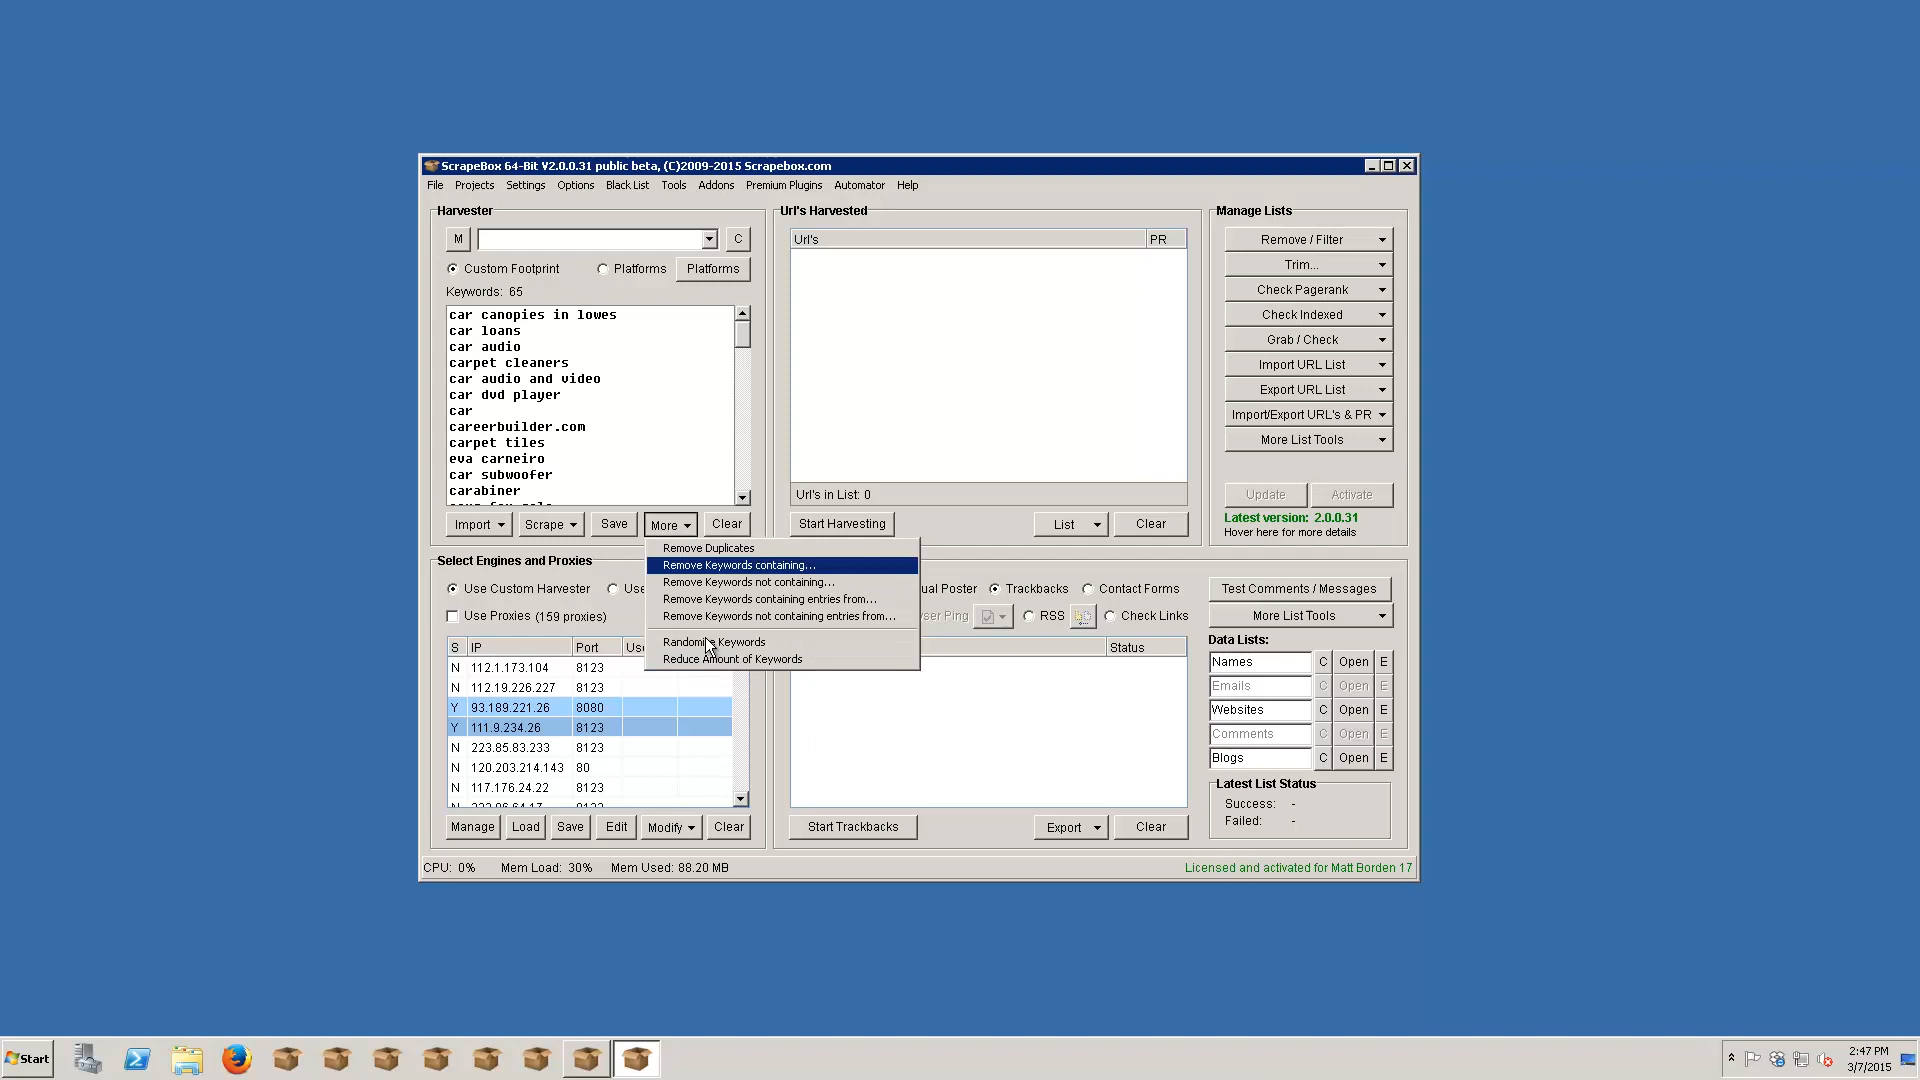 ScrapeBox 64-Bit V2.0.0.31 public beta, (C)2009-2015 Scrapebox.com
File Projects Settings Options Black List Tools Addons Premium Plugins Automator Help
Harvester
M
C
Custom Footprint
Platforms
Platforms
Keywords: 65
car canopies in lowes
car loans
car audio
carpet cleaners
car audio and video
car dvd player
car
careerbuilder.com
carpet tiles
eva carneiro
car subwoofer
carabiner
Import
Scrape
Save
More
Clear
Url's Harvested
Url's PR
Url's in List: 0
Start Harvesting
List
Clear
Manage Lists
Remove / Filter
Trim...
Check Pagerank
Check Indexed
Grab / Check
Import URL List
Export URL List
Import/Export URL's & PR
More List Tools
Update
Activate
Latest version: 2.0.0.31
Hover here for more details
Remove Duplicates
Remove Keywords containing...
Remove Keywords not containing...
Remove Keywords containing entries from...
Remove Keywords not containing entries from...
Randomize Keywords
Reduce Amount of Keywords
Select Engines and Proxies
Use Custom Harvester
Use
Use Proxies (159 proxies)
S IP Port Use
N 112.1.173.104 8123
N 112.19.226.227 8123
Y 93.189.221.26 8080
Y 111.9.234.26 8123
N 223.85.83.233 8123
N 120.203.214.143 80
N 117.176.24.22 8123
Manage
Load
Save
Edit
Modify
Clear
ual Poster
Trackbacks
Contact Forms
ser Ping
RSS
Check Links
Status
Start Trackbacks
Export
Clear
Test Comments / Messages
More List Tools
Data Lists:
Names C Open E
Emails C Open E
Websites C Open E
Comments C Open E
Blogs C Open E
Latest List Status
Success: -
Failed: -
CPU: 0% Mem Load: 30% Mem Used: 88.20 MB
Licensed and activated for Matt Borden 17
Start
2:47 PM
3/7/2015